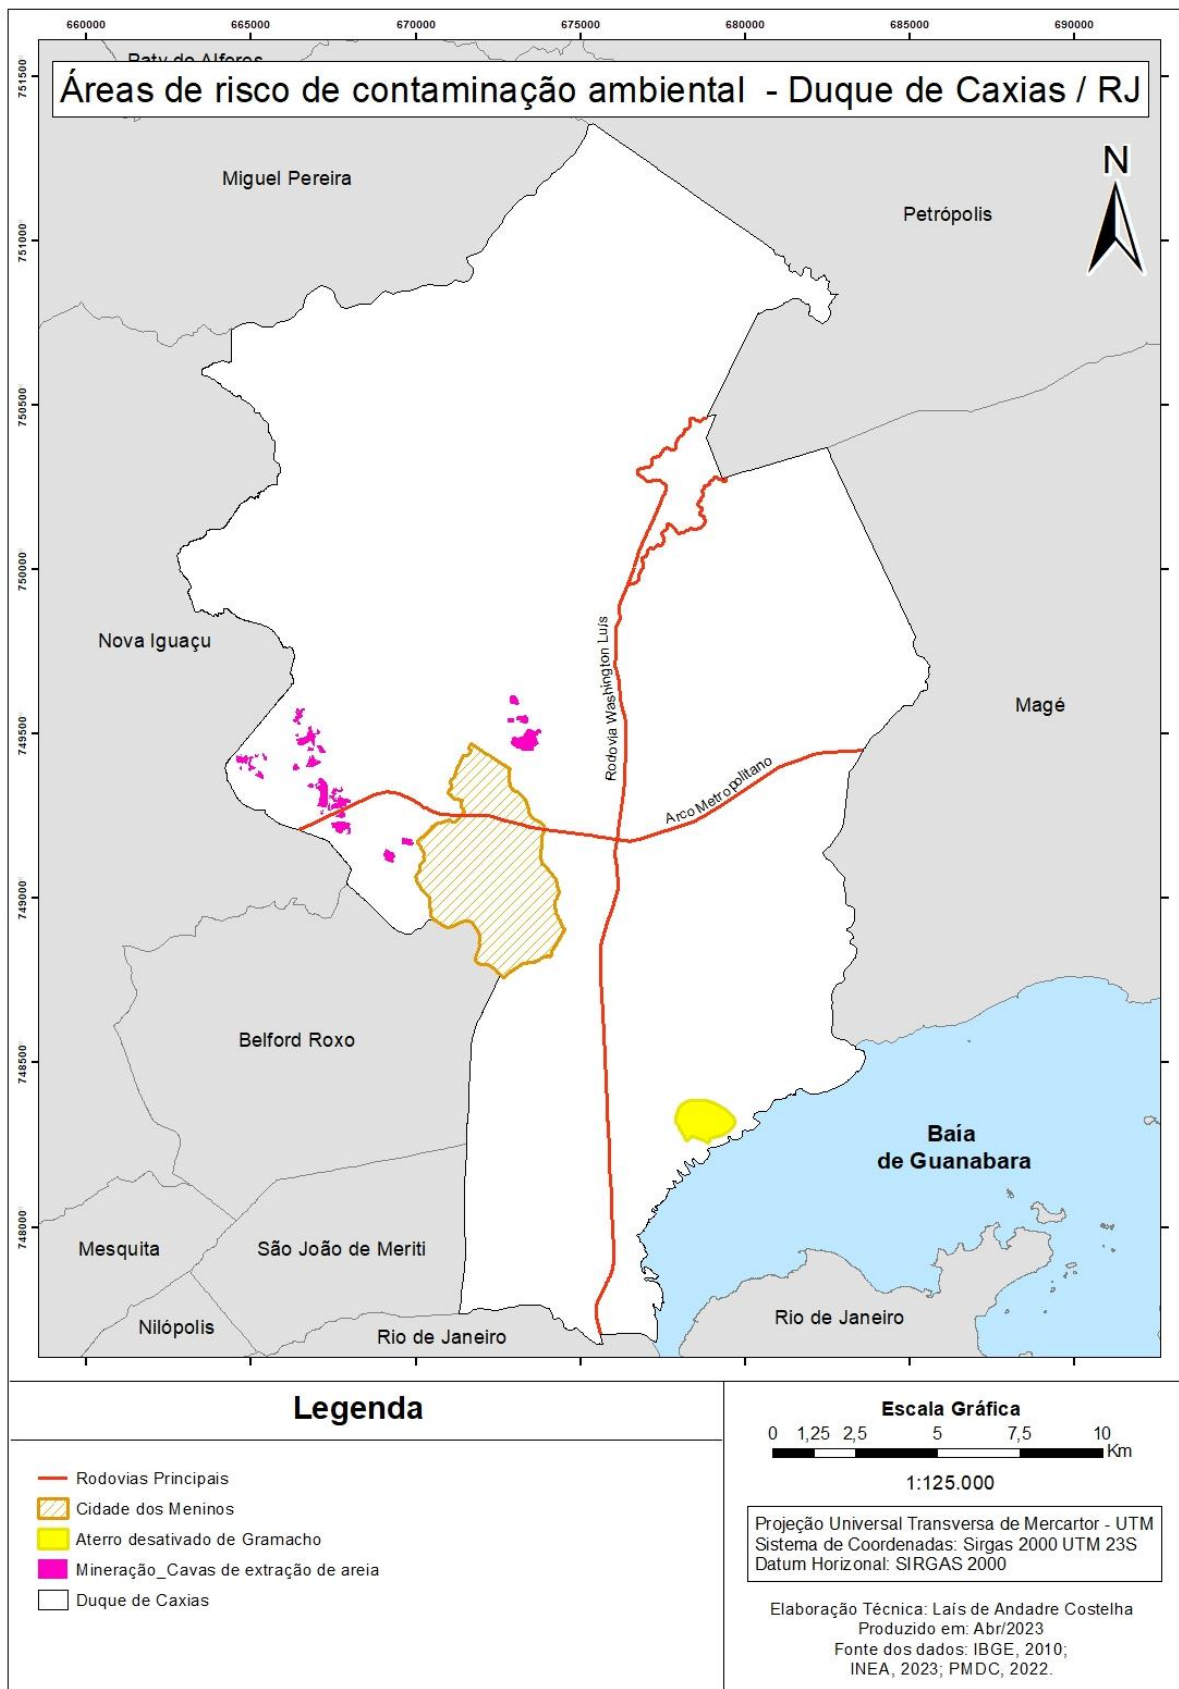 660000 665000 670000 675000 680000 685000 690000
Paty do Alferes
Áreas de risco de contaminação ambiental - Duque de Caxias / RJ
751500
N
Miguel Pereira
Petrópolis
751000
750500
750000
Rodovia Washington Luís
Nova Iguaçu
Magé
749500
Arco Metropolitano
749000
Belford Roxo
748500
Baía
de Guanabara
748000
Mesquita
São João de Meriti
Nilópolis
Rio de Janeiro
Rio de Janeiro
Legenda
Rodovias Principais
Cidade dos Meninos
Aterro desativado de Gramacho
Mineração_Cavas de extração de areia
Duque de Caxias
Escala Gráfica
0 1,25 2,5 5 7,5 10
Km
1:125.000
Projeção Universal Transversa de Mercartor - UTM
Sistema de Coordenadas: Sirgas 2000 UTM 23S
Datum Horizonal: SIRGAS 2000
Elaboração Técnica: Laís de Andadre Costelha
Produzido em: Abr/2023
Fonte dos dados: IBGE, 2010;
INEA, 2023; PMDC, 2022.